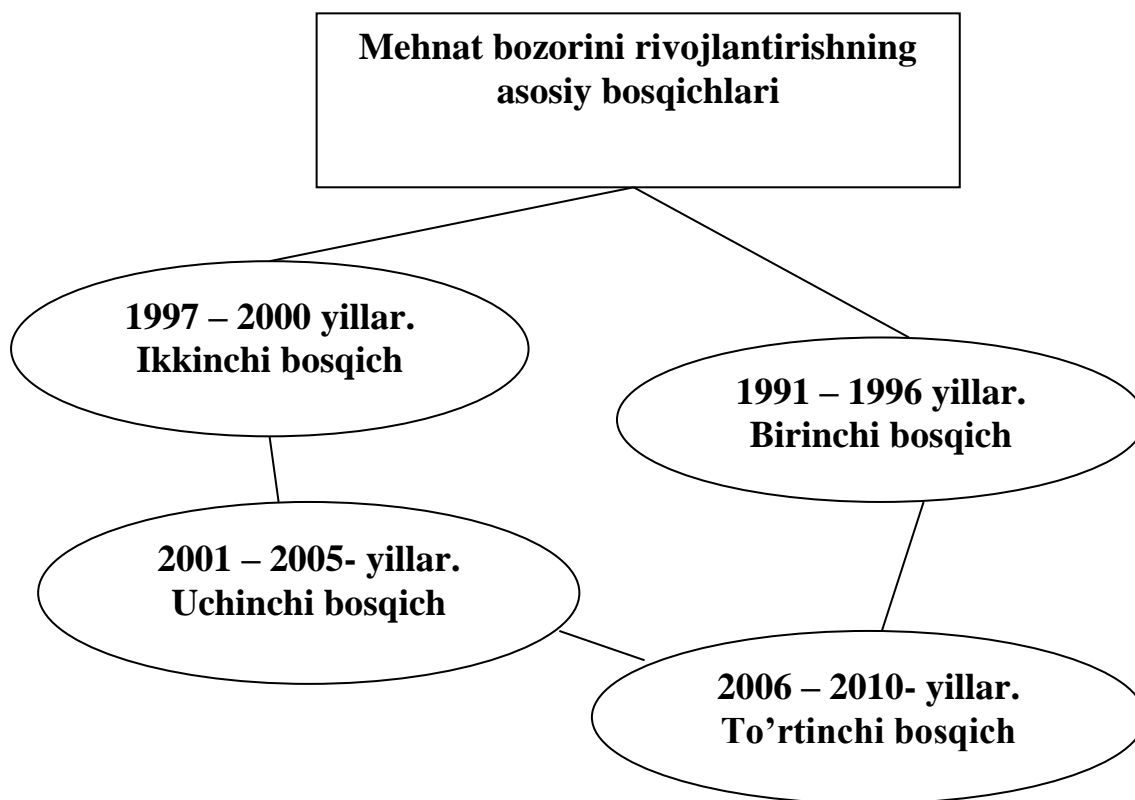 Mehnat bozorini rivojlantirishning
asosiy bosqichlari
1997 – 2000 yillar.
Ikkinchi bosqich
1991 – 1996 yillar.
Birinchi bosqich
2001 – 2005- yillar.
Uchinchi bosqich
2006 – 2010- yillar.
To’rtinchi bosqich